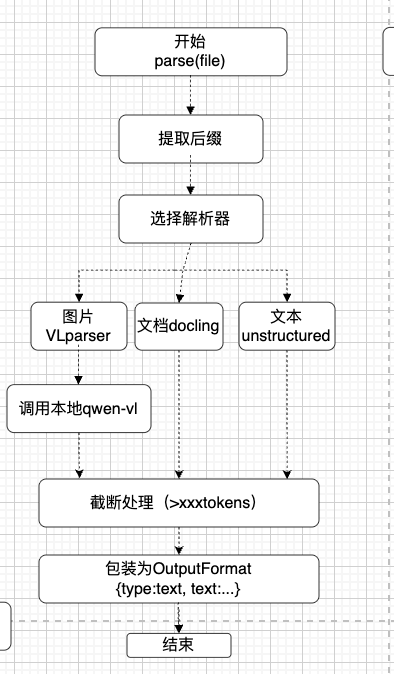 开始
parse(file)
提取后缀
选择解析器
图片
VLparser
文档docling
文本
unstructured
调用本地qwen-vl
截断处理（>xxxtokens）
包装为OutputFormat
{type:text, text:...}
结束